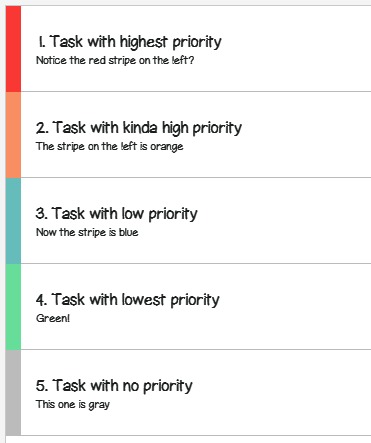 1. Task with highest priority
Notice the red stripe on the left?
2. Task with kinda high priority
The stripe on the left is orange
3. Task with low priority
Now the stripe is blue
4. Task with lowest priority
Green!
5. Task with no priority
This one is gray